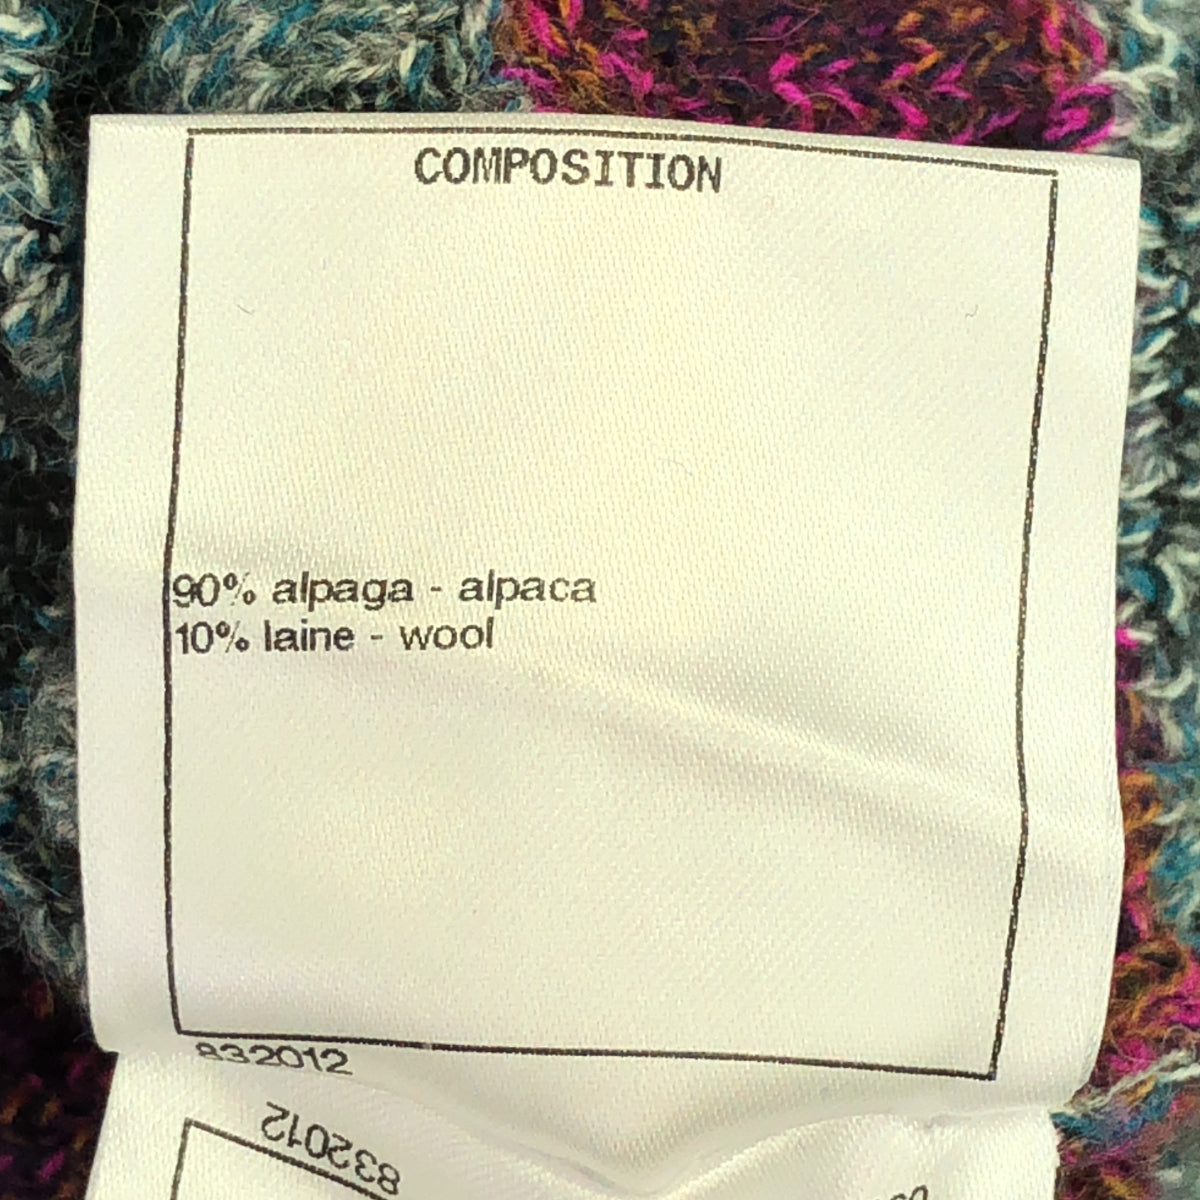 COMPOSITION
90% alpaga - alpaca
10% laine - wool
832012
832012